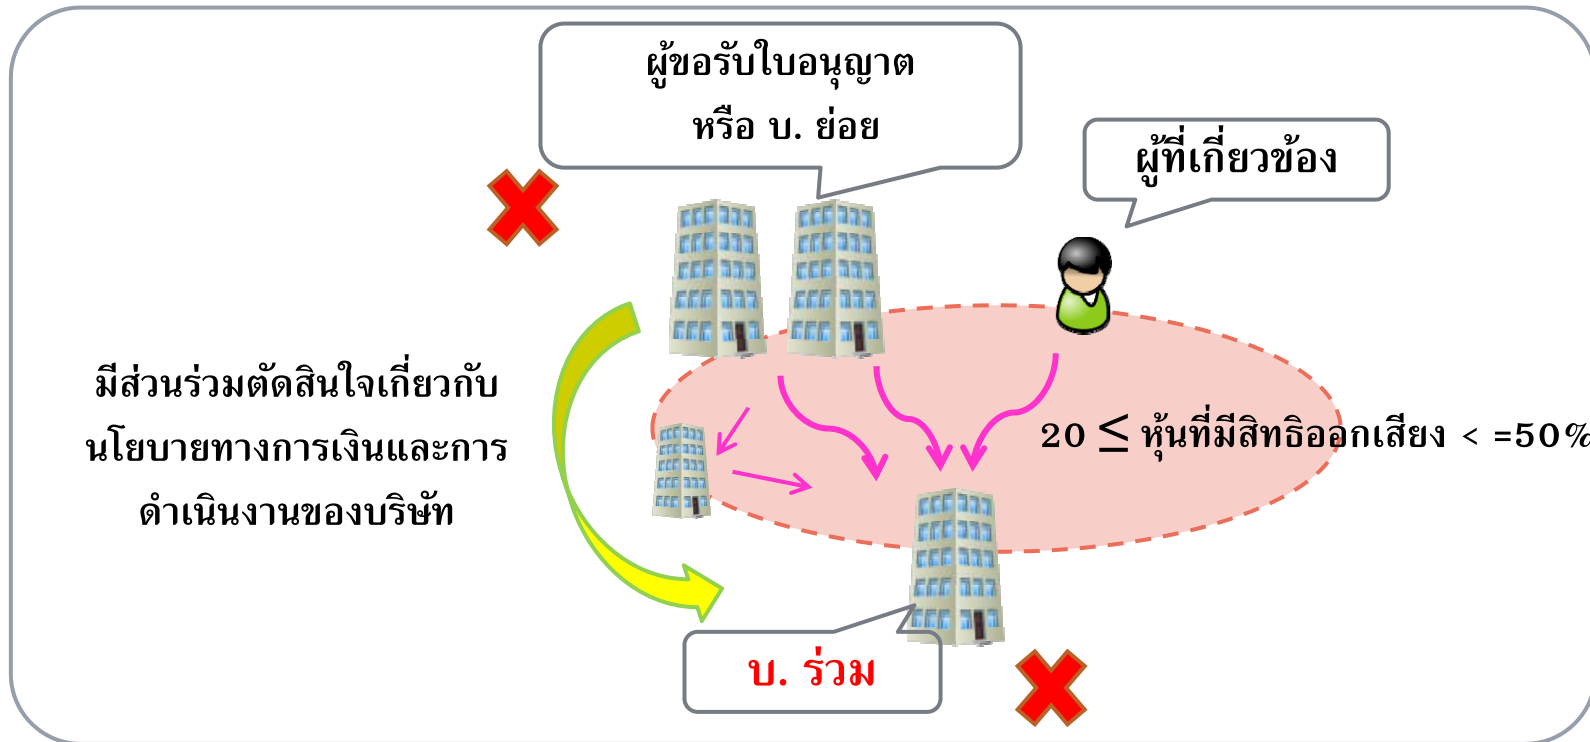 ผู้ขอรับใบอนุญาต
หรือ บ. ย่อย
ผู้ที่เกี่ยวข้อง
มีส่วนร่วมตัดสินใจเกี่ยวกับ
นโยบายทางการเงินและการ
ดำเนินงานของบริษัท
20 ≤ หุ้นที่มีสิทธิออกเสียง < =50%
บ. ร่วม